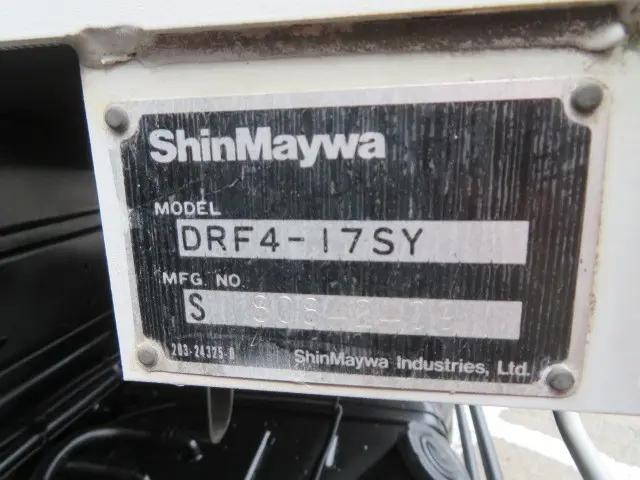 ShinMaywa
MODEL
DRF4-17SY
MFG. NO.
S
ShinMaywa Industries, Ltd.